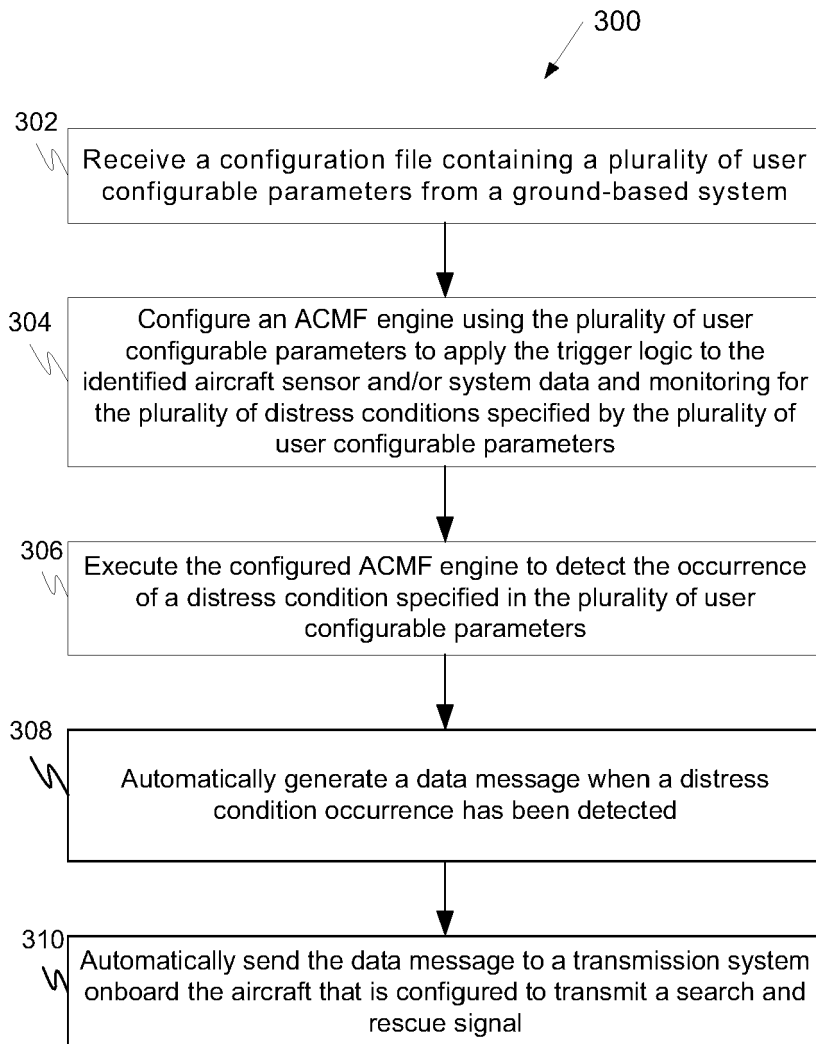 300
302
Receive a configuration file containing a plurality of user
configurable parameters from a ground-based system
304
Configure an ACMF engine using the plurality of user
configurable parameters to apply the trigger logic to the
identified aircraft sensor and/or system data and monitoring for
the plurality of distress conditions specified by the plurality of
user configurable parameters
306
Execute the configured ACMF engine to detect the occurrence
of a distress condition specified in the plurality of user
configurable parameters
308
Automatically generate a data message when a distress
condition occurrence has been detected
310
Automatically send the data message to a transmission system
onboard the aircraft that is configured to transmit a search and
rescue signal